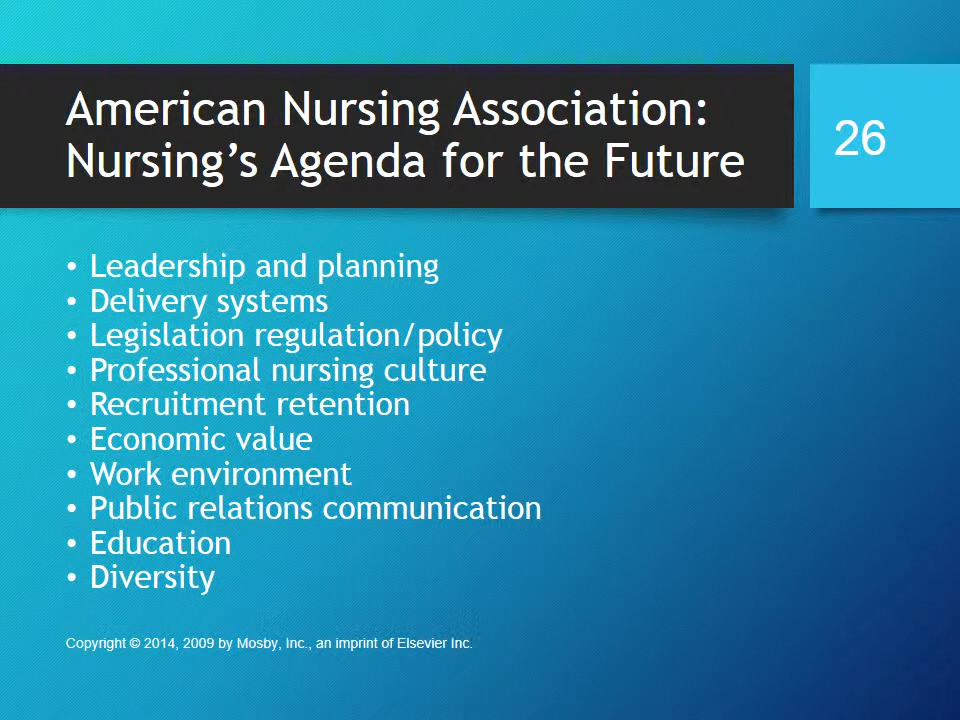 American Nursing Association:
Nursing's Agenda for the Future
26
• Leadership and planning
• Delivery systems
• Legislation regulation/policy
• Professional nursing culture
• Recruitment retention
• Economic value
• Work environment
• Public relations communication
• Education
• Diversity
Copyright © 2014, 2009 by Mosby, Inc., an imprint of Elsevier Inc.